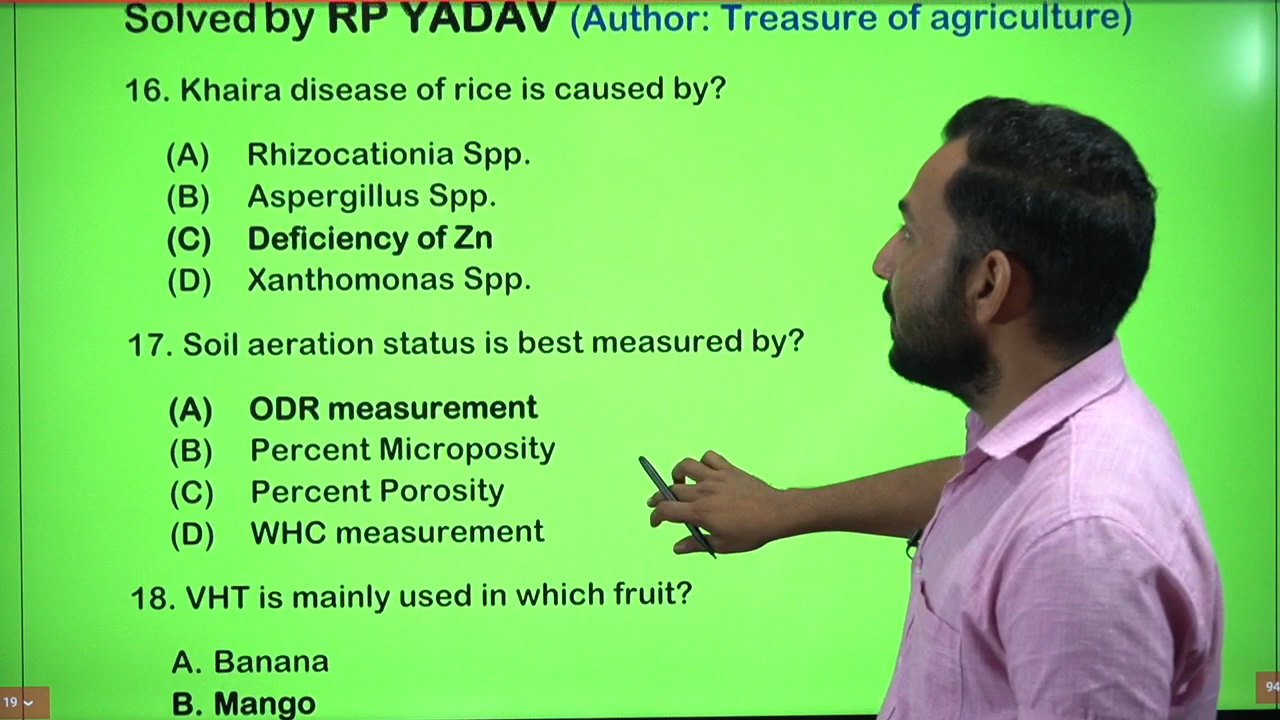 Solved by RP YADAV (Author: Treasure of agriculture)
16. Khaira disease of rice is caused by?
(A) Rhizocationia Spp.
(B) Aspergillus Spp.
(C) Deficiency of Zn
(D) Xanthomonas Spp.
17. Soil aeration status is best measured by?
(A) ODR measurement
(B) Percent Microposity
(C) Percent Porosity
(D) WHC measurement
18. VHT is mainly used in which fruit?
A. Banana
B. Mango
19
94